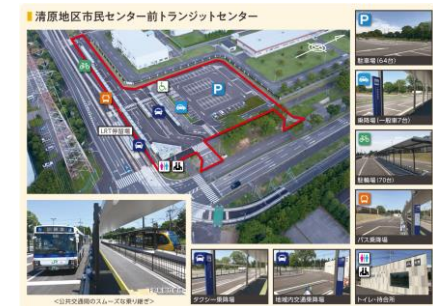 清原地区市民センター前トランジットセンター
P
駐車場(64台)
P
LRT停留場
乗降場(一般車7台)
駐輪場(70台)
バス乗降場
タクシー乗降場
地域内交通乗降場
トイレ・待合所
<公共交通間のスムーズな乗り継ぎ>